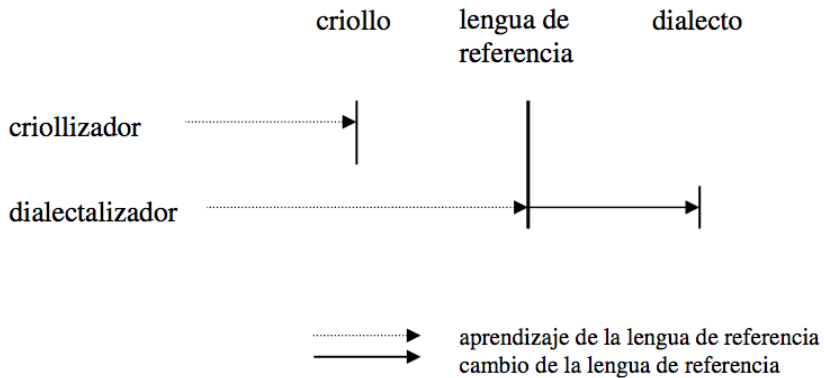 criollo lengua de dialecto
referencia
criollizador
dialectalizador
aprendizaje de la lengua de referencia
cambio de la lengua de referencia